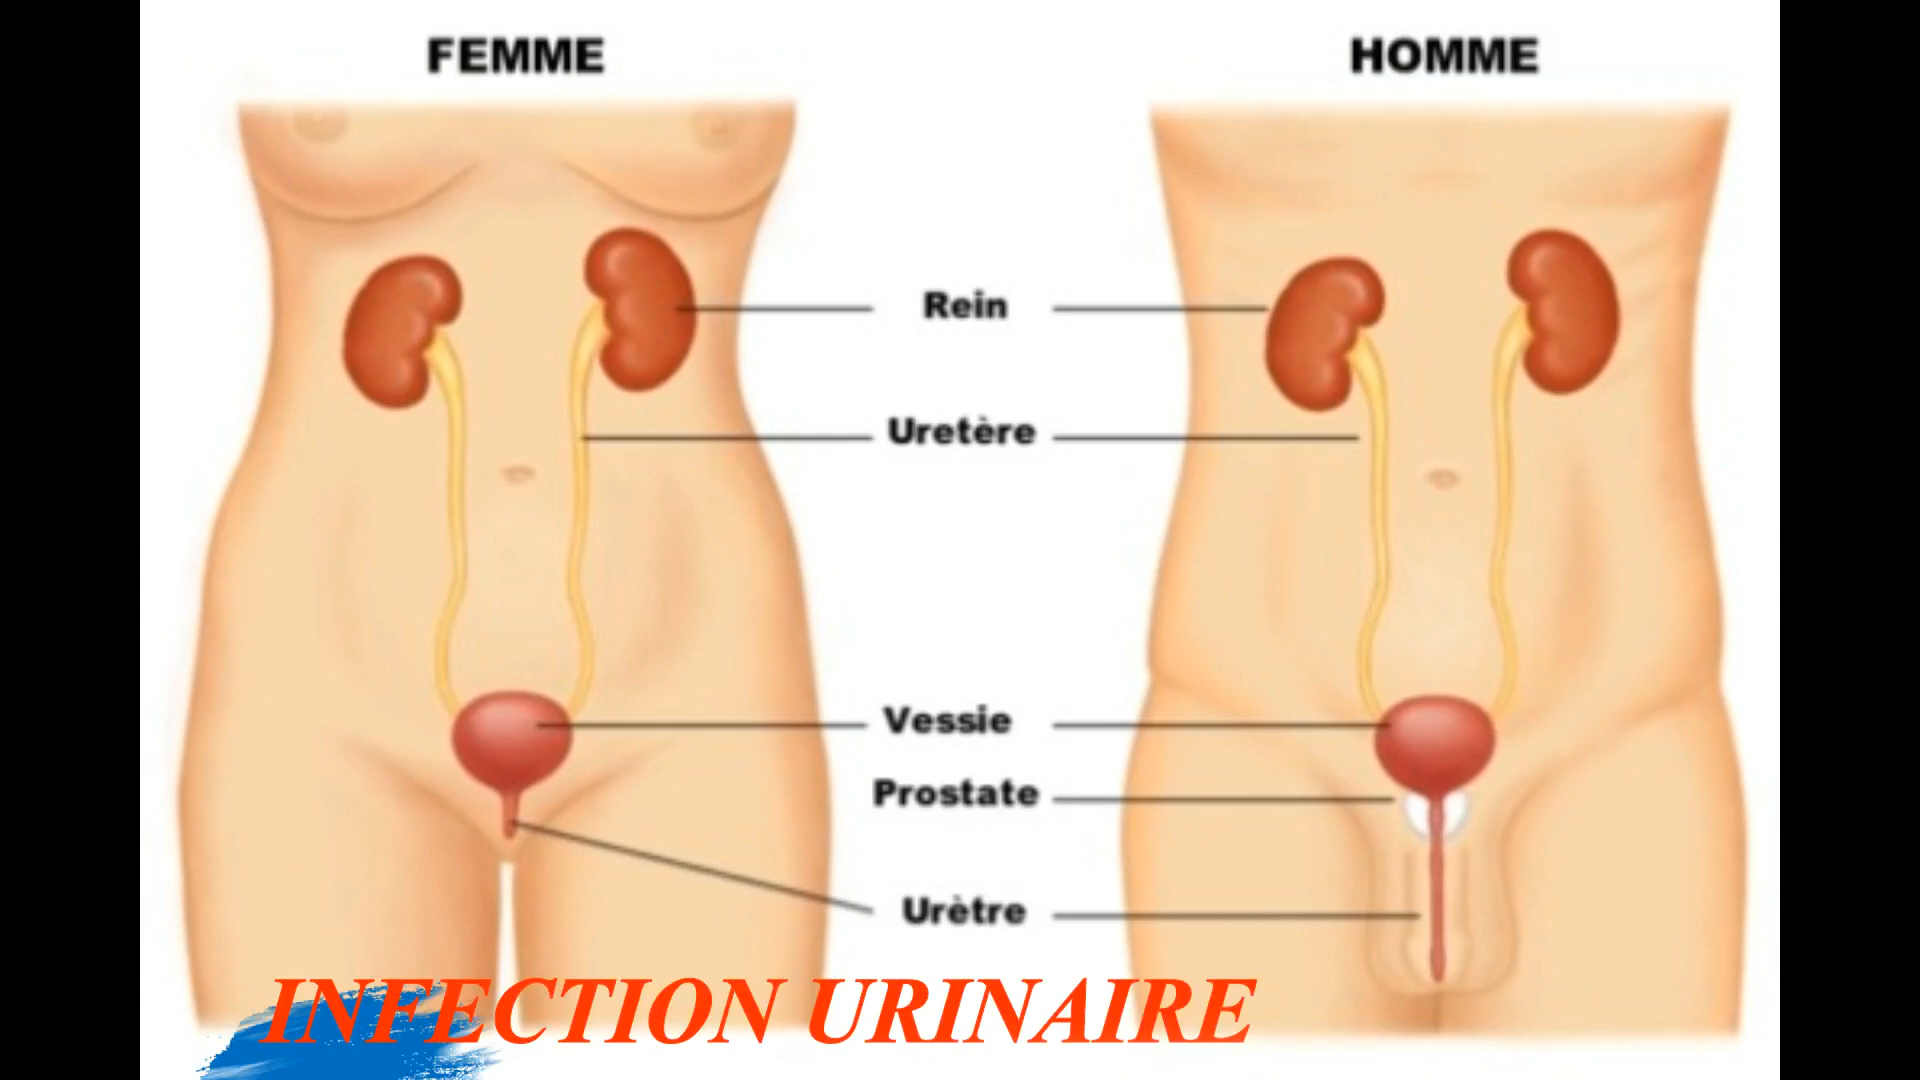 FEMME
HOMME
Rein
Uretère
Vessie
Prostate
Urètre
INFECTION URINAIRE